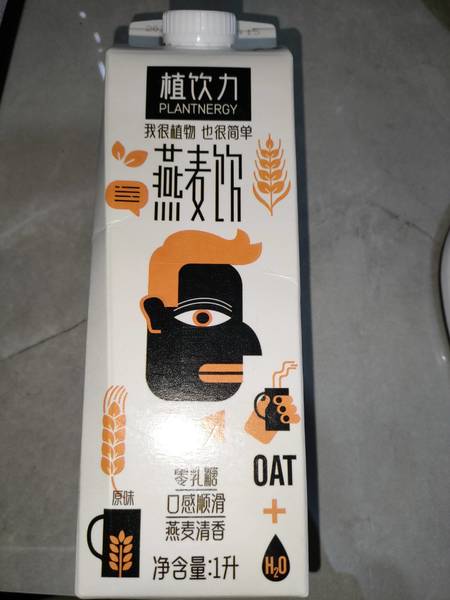 植饮力
PLANTNERGY
我很植物 也很简单
燕麦饮
零乳糖
口感顺滑
燕麦清香
原味
OAT
+
H₂O
净含量:1升